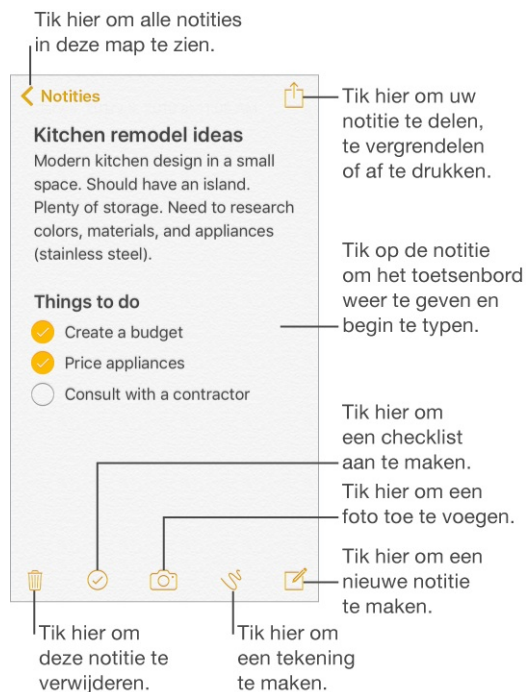 Tik hier om alle notities
in deze map te zien.
Notities
Tik hier om uw
notitie te delen,
te vergrendelen
of af te drukken.
Kitchen remodel ideas
Modern kitchen design in a small
space. Should have an island.
Plenty of storage. Need to research
colors, materials, and appliances
(stainless steel).
Tik op de notitie
om het toetsenbord
weer te geven en
begin te typen.
Things to do
Create a budget
Price appliances
Consult with a contractor
Tik hier om
een checklist
aan te maken.
Tik hier om een
foto toe te voegen.
Tik hier om een
nieuwe notitie
te maken.
Tik hier om
deze notitie te
verwijderen.
Tik hier om
een tekening
te maken.